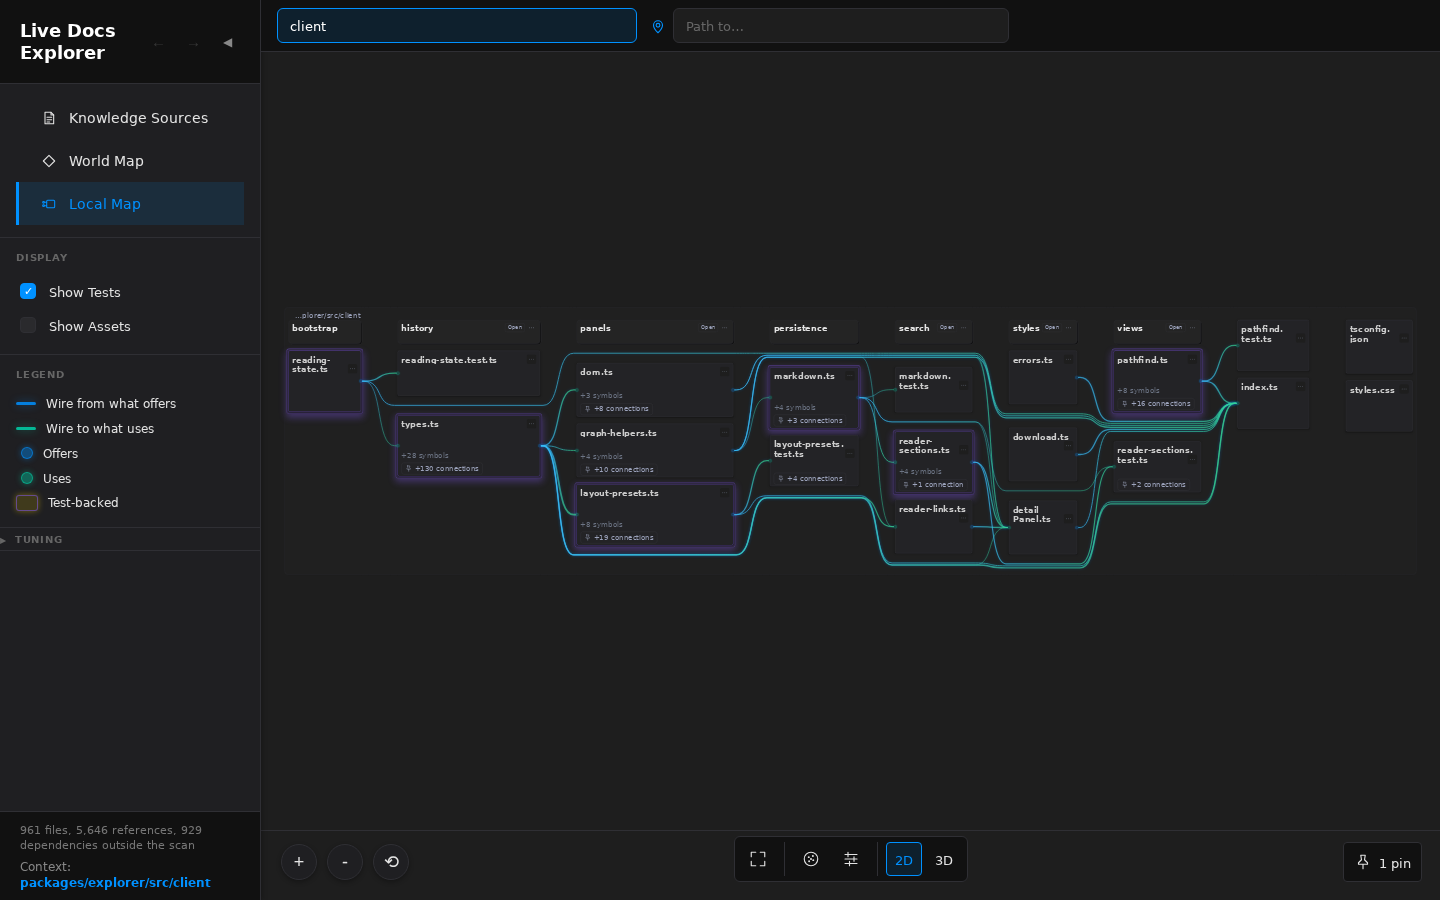 Live Docs
Explorer
← → ◀
Knowledge Sources
World Map
Local Map
DISPLAY
✓ Show Tests
Show Assets
LEGEND
Wire from what offers
Wire to what uses
Offers
Uses
Test-backed
▶ TUNING
961 files, 5,646 references, 929
dependencies outside the scan
Context:
packages/explorer/src/client
client
Path to...
...plorer/src/client
bootstrap
reading-
state.ts
history
Open
reading-state.test.ts
types.ts
+28 symbols
+130 connections
panels
Open
dom.ts
+3 symbols
+8 connections
graph-helpers.ts
+4 symbols
+10 connections
layout-presets.ts
+8 symbols
+19 connections
persistence
markdown.ts
+4 symbols
+3 connections
layout-presets.
test.ts
+4 connections
search
Open
markdown.
test.ts
reader-
sections.ts
+4 symbols
+1 connection
reader-links.ts
styles
Open
errors.ts
download.ts
detail
Panel.ts
views
Open
pathfind.ts
+8 symbols
+16 connections
reader-sections.
test.ts
+2 connections
pathfind.
test.ts
index.ts
tsconfig.
json
styles.css
+ - ⟲
2D 3D
1 pin